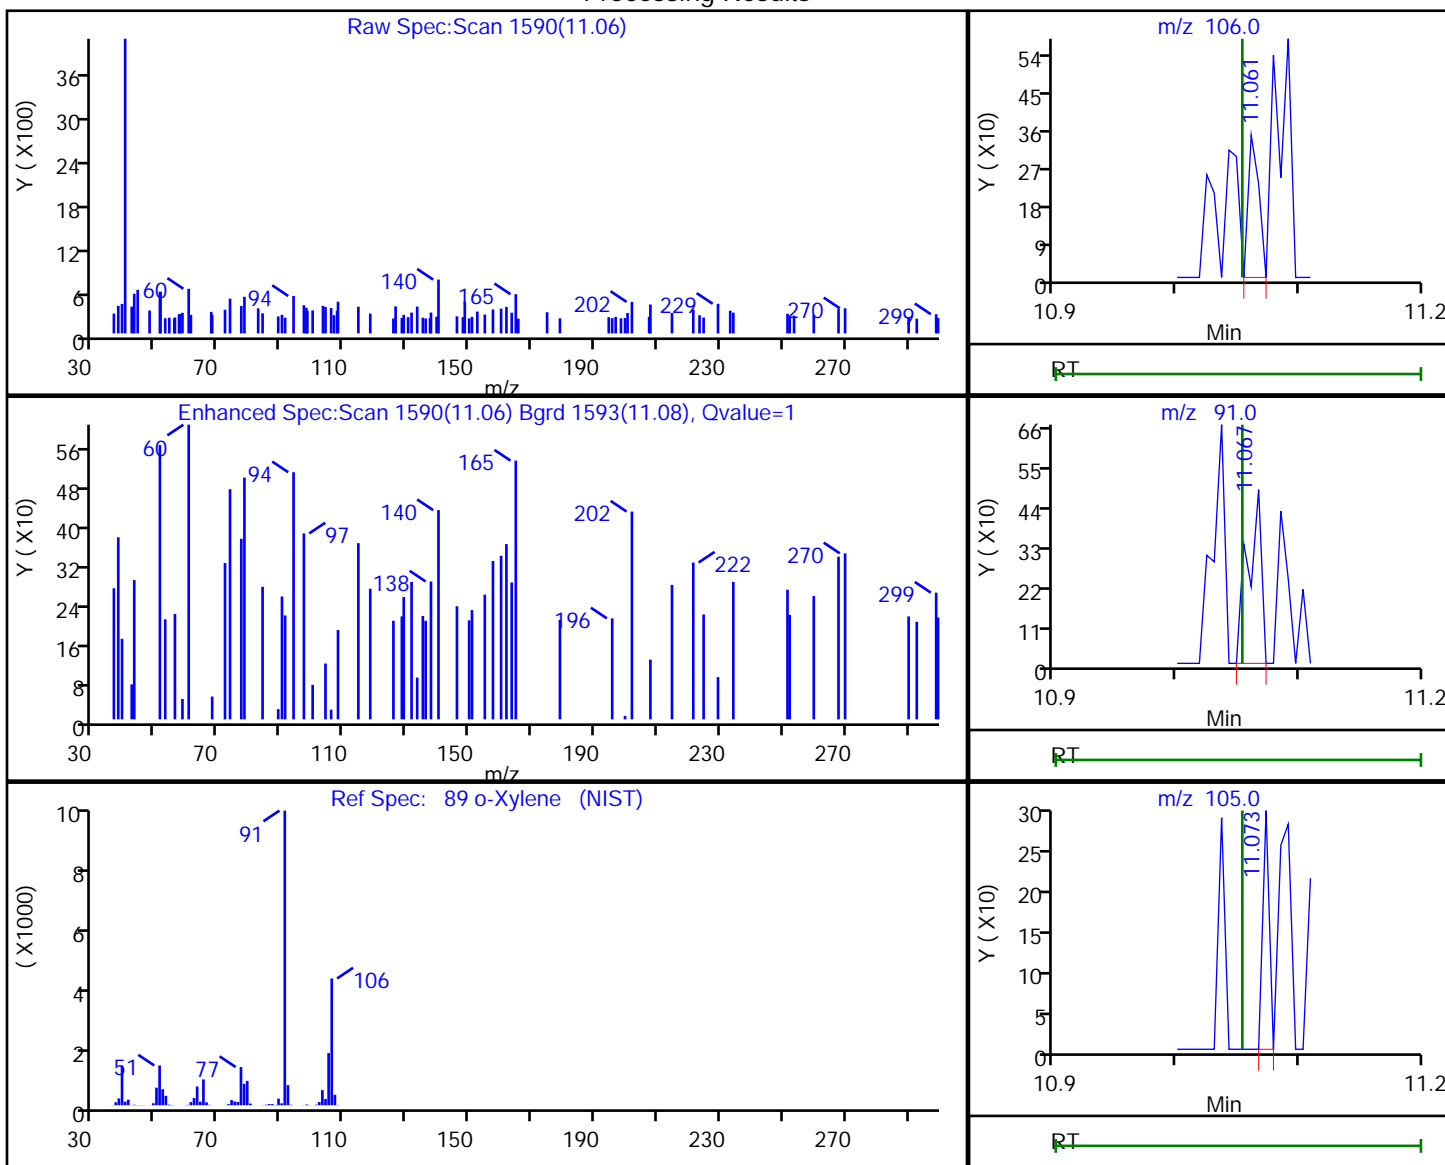 Processing Results
Raw Spec:Scan 1590(11.06)
Y ( X100)
36
30
24
18
12
6
0
60
94
140
165
202
229
270
299
30 70 110 150 190 230 270
m/z
m/z 106.0
Y ( X10)
54
45
36
27
18
9
0
11.061
10.9 11.2
Min
RT
Enhanced Spec:Scan 1590(11.06) Bgrd 1593(11.08), Qvalue=1
Y ( X10)
56
48
40
32
24
16
8
0
60
94
97
138
140
165
196
202
222
270
299
30 70 110 150 190 230 270
m/z
m/z 91.0
Y ( X10)
66
55
44
33
22
11
0
11.067
10.9 11.2
Min
RT
Ref Spec: 89 o-Xylene (NIST)
( X1000)
10
8
6
4
2
0
51
77
91
106
30 70 110 150 190 230 270
m/z 105.0
Y ( X10)
30
25
20
15
10
5
0
11.073
10.9 11.2
Min
RT